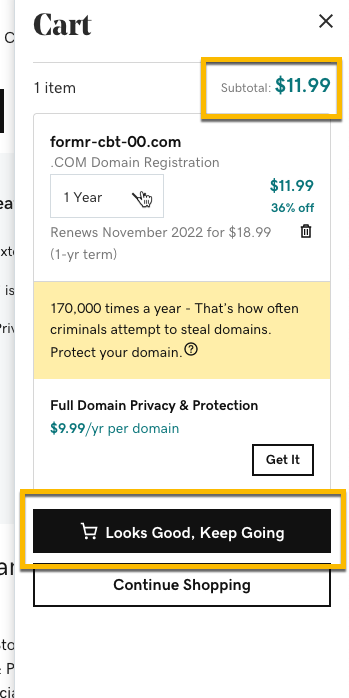 Cart
1 item
Subtotal: $11.99
formr-cbt-00.com
.COM Domain Registration
1 Year
$11.99
36% off
Renews November 2022 for $18.99
(1-yr term)
170,000 times a year - That's how often
criminals attempt to steal domains.
Protect your domain.
Full Domain Privacy & Protection
$9.99/yr per domain
Get It
Looks Good, Keep Going
Continue Shopping